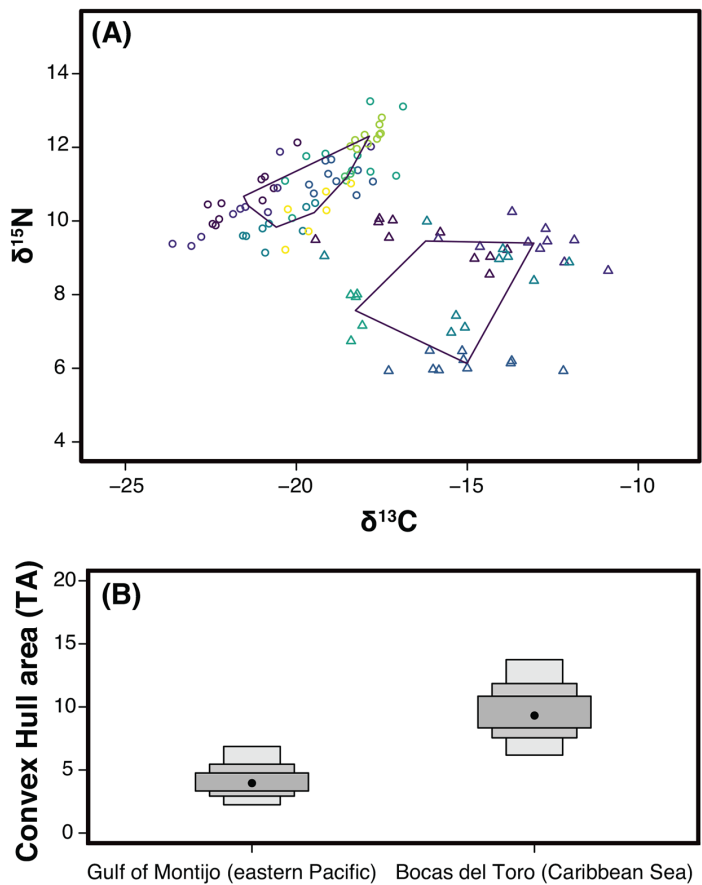 (A)
14
12
10
8
6
4
δ¹⁵N
−25 −20 −15 −10
δ¹³C
(B)
20
15
10
5
0
Convex Hull area (TA)
Gulf of Montijo (eastern Pacific) Bocas del Toro (Caribbean Sea)